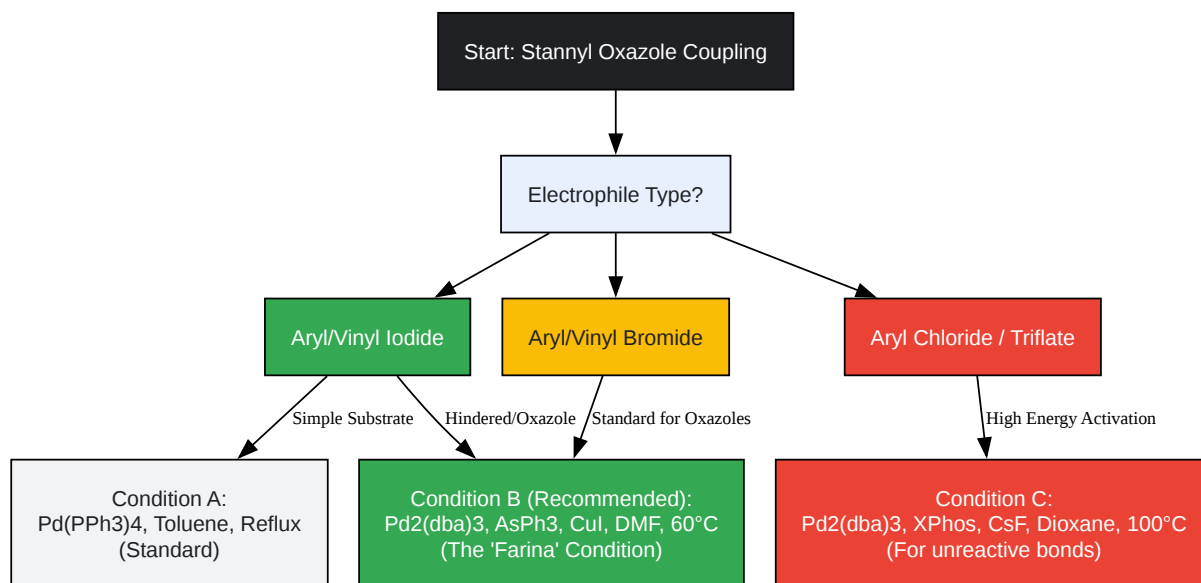 Start: Stannyl Oxazole Coupling
Electrophile Type?
Aryl/Vinyl Iodide
Aryl/Vinyl Bromide
Aryl Chloride / Triflate
Simple Substrate
Hindered/Oxazole
Standard for Oxazoles
High Energy Activation
Condition A:
Pd(PPh3)4, Toluene, Reflux
(Standard)
Condition B (Recommended):
Pd2(dba)3, AsPh3, CuI, DMF, 60°C
(The 'Farina' Condition)
Condition C:
Pd2(dba)3, XPhos, CsF, Dioxane, 100°C
(For unreactive bonds)